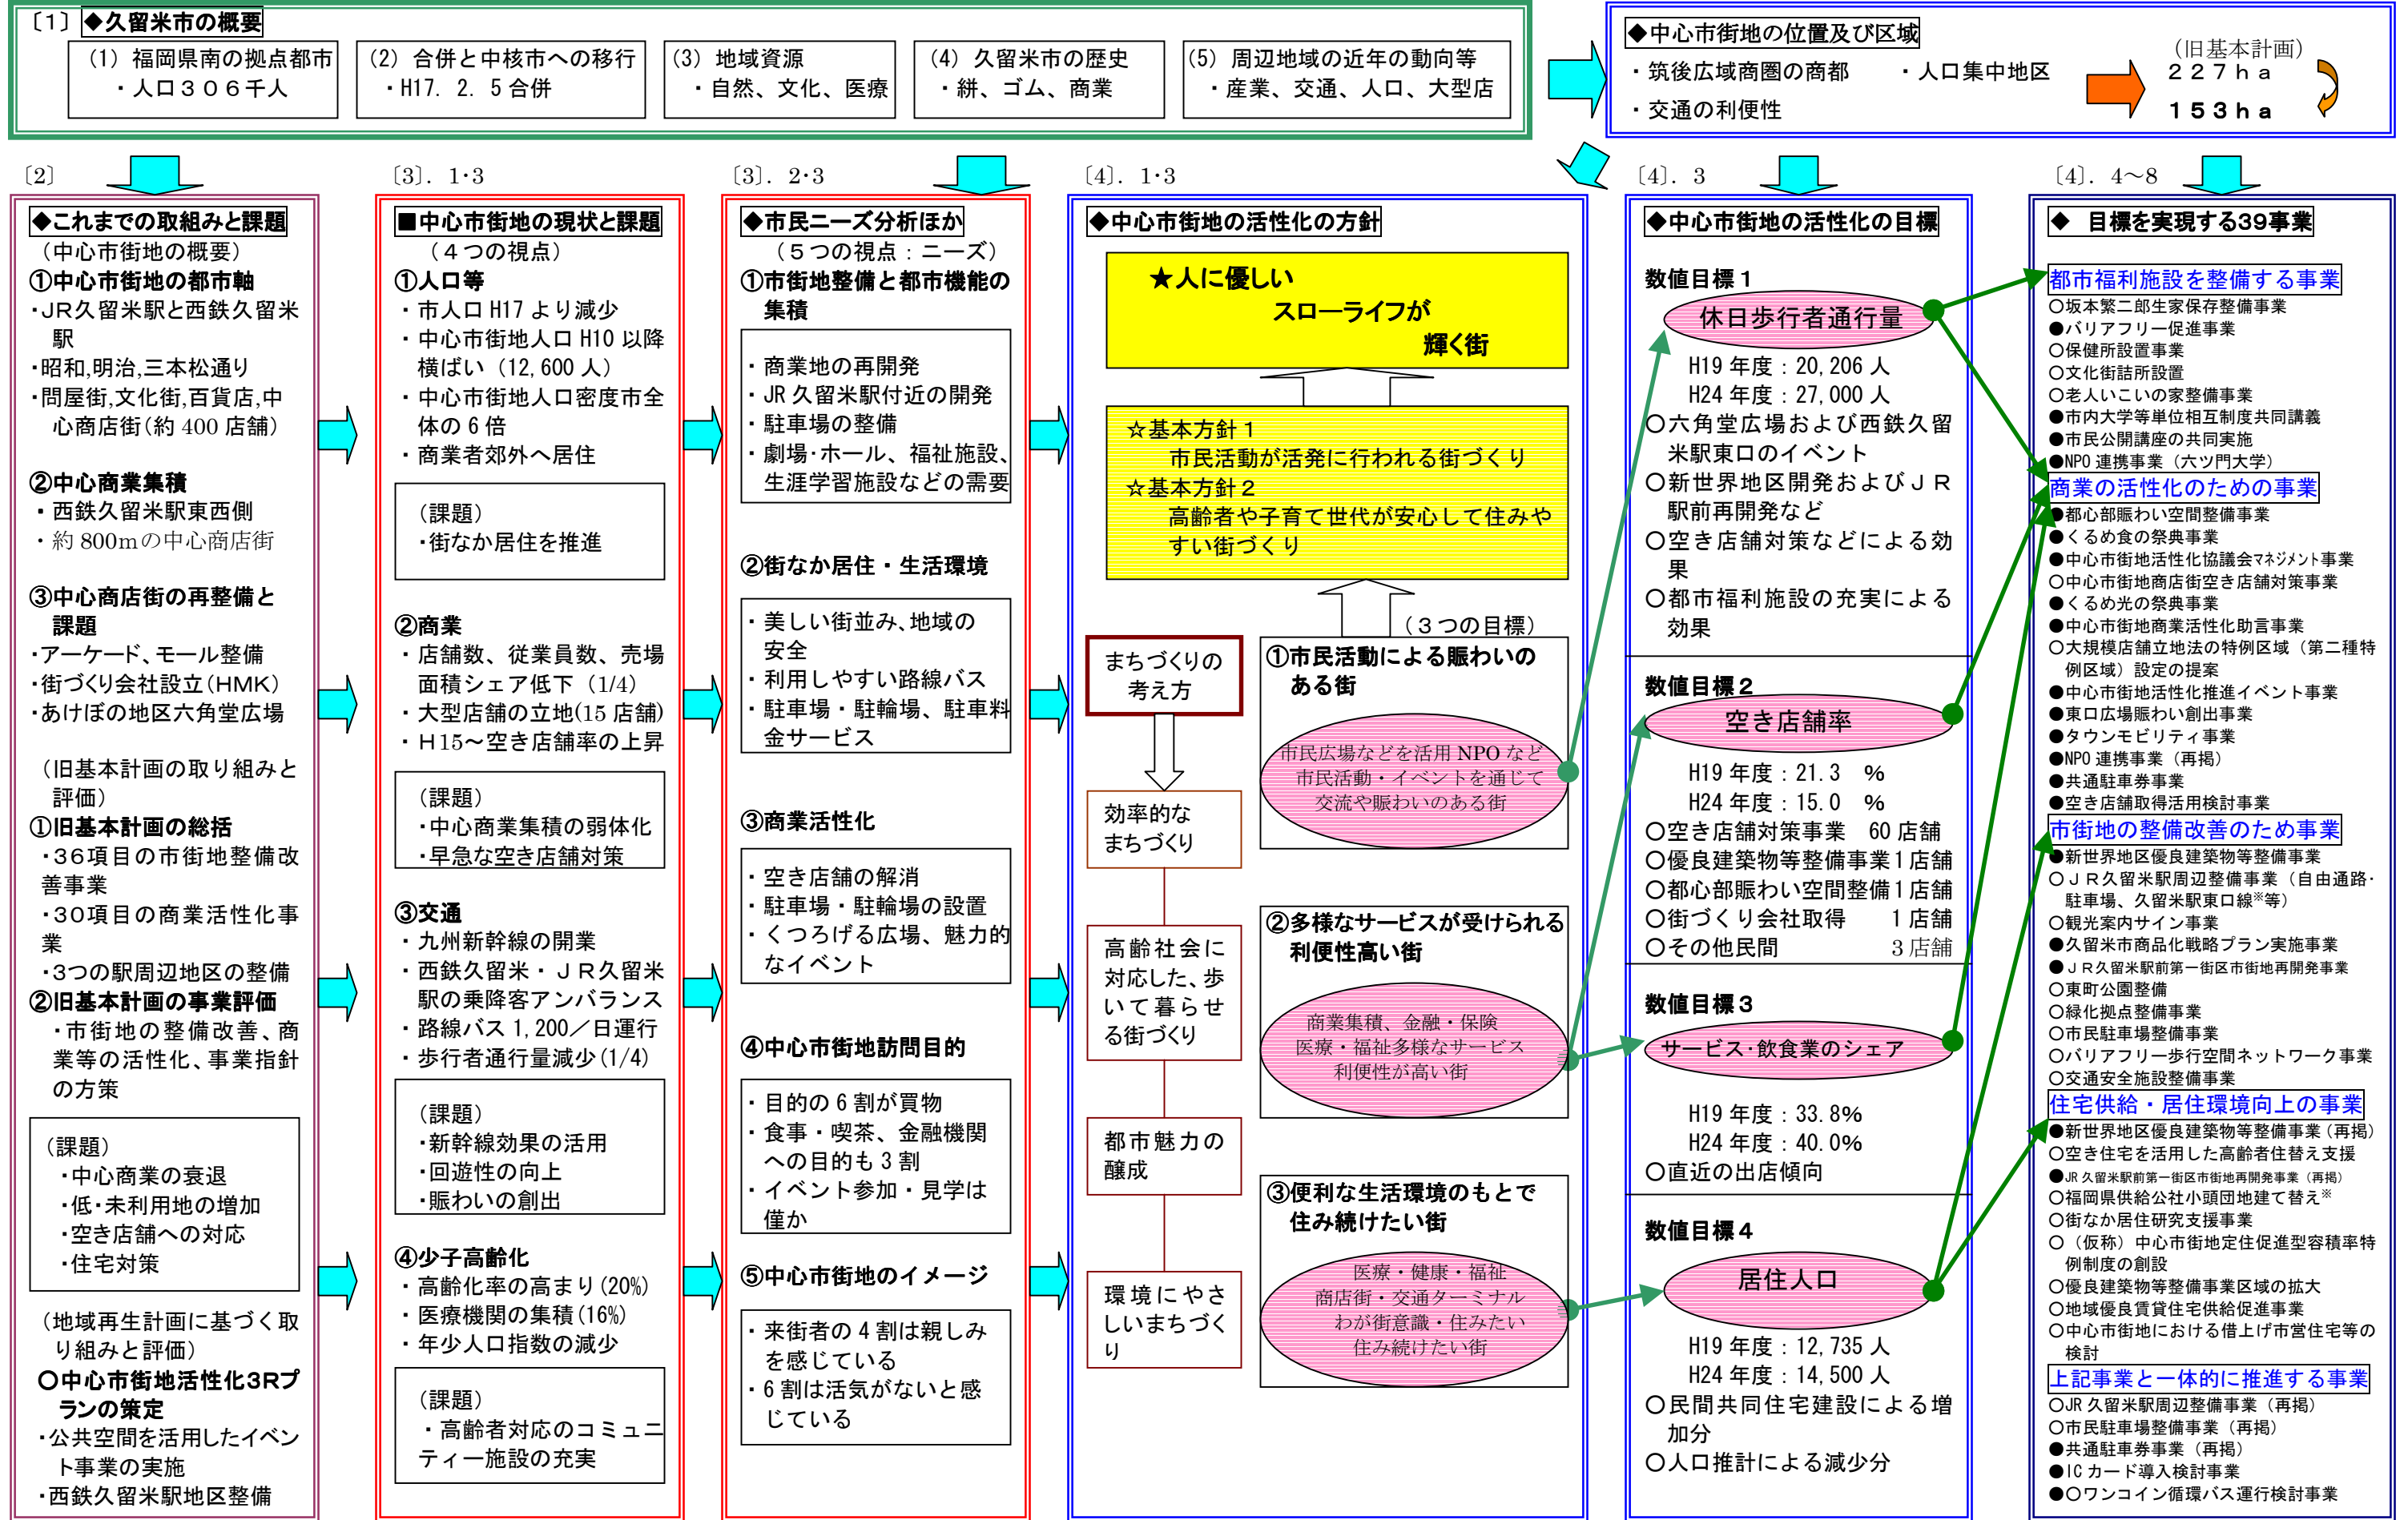 〔1〕 ◆久留米市の概要
（1）福岡県南の拠点都市
・人口３０６千人
（2）合併と中核市への移行
・H17. 2. 5 合併
（3）地域資源
・自然、文化、医療
（4）久留米市の歴史
・絣、ゴム、商業
（5）周辺地域の近年の動向等
・産業、交通、人口、大型店
◆中心市街地の位置及び区域
・筑後広域商圏の商都　・人口集中地区
・交通の利便性
（旧基本計画）
２２７ha
１５３ｈａ
〔2〕
◆これまでの取組みと課題
（中心市街地の概要）
①中心市街地の都市軸
・JR久留米駅と西鉄久留米
駅
・昭和,明治,三本松通り
・問屋街,文化街,百貨店,中
心商店街（約 400 店舗）
②中心商業集積
・西鉄久留米駅東西側
・約 800ｍの中心商店街
③中心商店街の再整備と
課題
・アーケード、モール整備
・街づくり会社設立（HMK）
・あけぼの地区六角堂広場
（旧基本計画の取り組みと
評価）
①旧基本計画の総括
・３６項目の市街地整備改
善事業
・３０項目の商業活性化事
業
・３つの駅周辺地区の整備
②旧基本計画の事業評価
・市街地の整備改善、商
業等の活性化、事業指針
の方策
（課題）
・中心商業の衰退
・低・未利用地の増加
・空き店舗への対応
・住宅対策
（地域再生計画に基づく取
り組みと評価）
○中心市街地活性化３Ｒプ
ランの策定
・公共空間を活用したイベン
ト事業の実施
・西鉄久留米駅地区整備
〔3〕. 1・3
■中心市街地の現状と課題
（４つの視点）
①人口等
・市人口 H17 より減少
・中心市街地人口 H10 以降
横ばい（12,600 人）
・中心市街地人口密度市全
体の 6 倍
・商業者郊外へ居住
（課題）
・街なか居住を推進
②商業
・店舗数、従業員数、売場
面積シェア低下（1/4）
・大型店舗の立地(15 店舗)
・Ｈ15～空き店舗率の上昇
（課題）
・中心商業集積の弱体化
・早急な空き店舗対策
③交通
・九州新幹線の開業
・西鉄久留米・ＪＲ久留米
駅の乗降客アンバランス
・路線バス 1,200／日運行
・歩行者通行量減少(1/4)
（課題）
・新幹線効果の活用
・回遊性の向上
・賑わいの創出
④少子高齢化
・高齢化率の高まり(20%)
・医療機関の集積(16%)
・年少人口指数の減少
（課題）
・高齢者対応のコミュニ
ティー施設の充実
〔3〕. 2・3
◆市民ニーズ分析ほか
（５つの視点：ニーズ）
①市街地整備と都市機能の
集積
・商業地の再開発
・JR 久留米駅付近の開発
・駐車場の整備
・劇場・ホール、福祉施設、
生涯学習施設などの需要
②街なか居住・生活環境
・美しい街並み、地域の
安全
・利用しやすい路線バス
・駐車場・駐輪場、駐車料
金サービス
③商業活性化
・空き店舗の解消
・駐車場・駐輪場の設置
・くつろげる広場、魅力的
なイベント
④中心市街地訪問目的
・目的の 6 割が買物
・食事・喫茶、金融機関
への目的も 3 割
・イベント参加・見学は
僅か
⑤中心市街地のイメージ
・来街者の 4 割は親しみ
を感じている
・6 割は活気がないと感
じている
〔4〕. 1・3
◆中心市街地の活性化の方針
★人に優しい
スローライフが
輝く街
☆基本方針１
市民活動が活発に行われる街づくり
☆基本方針２
高齢者や子育て世代が安心して住みや
すい街づくり
（３つの目標）
まちづくりの
考え方
効率的な
まちづくり
高齢社会に
対応した、歩
いて暮らせ
る街づくり
都市魅力の
醸成
環境にやさ
しいまちづく
り
①市民活動による賑わいの
ある街
市民広場などを活用 NPO など
市民活動・イベントを通じて
交流や賑わいのある街
②多様なサービスが受けられる
利便性高い街
商業集積、金融・保険
医療・福祉多様なサービス
利便性が高い街
③便利な生活環境のもとで
住み続けたい街
医療・健康・福祉
商店街・交通ターミナル
わが街意識・住みたい
住み続けたい街
〔4〕. 3
◆中心市街地の活性化の目標
数値目標１
休日歩行者通行量
H19 年度：20,206 人
H24 年度：27,000 人
○六角堂広場および西鉄久留
米駅東口のイベント
○新世界地区開発およびＪＲ
駅前再開発など
○空き店舗対策などによる効
果
○都市福利施設の充実による
効果
数値目標２
空き店舗率
H19 年度：21.3　%
H24 年度：15.0　%
○空き店舗対策事業　60 店舗
○優良建築物等整備事業１店舗
○都心部賑わい空間整備１店舗
○街づくり会社取得　１店舗
○その他民間　３店舗
数値目標３
サービス・飲食業のシェア
H19 年度：33.8%
H24 年度：40.0%
○直近の出店傾向
数値目標４
居住人口
H19 年度：12,735 人
H24 年度：14,500 人
○民間共同住宅建設による増
加分
○人口推計による減少分
〔4〕. 4～8
◆　目標を実現する39事業
都市福利施設を整備する事業
○坂本繁二郎生家保存整備事業
●バリアフリー促進事業
○保健所設置事業
○文化街詰所設置
○老人いこいの家整備事業
●市内大学等単位相互制度共同講義
●市民公開講座の共同実施
●NPO 連携事業（六ツ門大学）
商業の活性化のための事業
●都心部賑わい空間整備事業
●くるめ食の祭典事業
●中心市街地活性化協議会マネジメント事業
○中心市街地商店街空き店舗対策事業
●くるめ光の祭典事業
●中心市街地商業活性化助言事業
○大規模店舗立地法の特例区域（第二種特
例区域）設定の提案
●中心市街地活性化推進イベント事業
●東口広場賑わい創出事業
●タウンモビリティ事業
●NPO 連携事業（再掲）
●共通駐車券事業
●空き店舗取得活用検討事業
市街地の整備改善のため事業
●新世界地区優良建築物等整備事業
○ＪＲ久留米駅周辺整備事業（自由通路・
駐車場、久留米駅東口線※等）
○観光案内サイン事業
●久留米市商品化戦略プラン実施事業
●ＪＲ久留米駅前第一街区市街地再開発事業
○東町公園整備
○緑化拠点整備事業
○市民駐車場整備事業
○バリアフリー歩行空間ネットワーク事業
○交通安全施設整備事業
住宅供給・居住環境向上の事業
●新世界地区優良建築物等整備事業（再掲）
○空き住宅を活用した高齢者住替え支援
●JR 久留米駅前第一街区市街地再開発事業（再掲）
○福岡県供給公社小頭団地建て替え※
○街なか居住研究支援事業
○（仮称）中心市街地定住促進型容積率特
例制度の創設
○優良建築物等整備事業区域の拡大
○地域優良賃貸住宅供給促進事業
○中心市街地における借上げ市営住宅等の
検討
上記事業と一体的に推進する事業
○JR 久留米駅周辺整備事業（再掲）
○市民駐車場整備事業（再掲）
●共通駐車券事業（再掲）
●IC カード導入検討事業
●○ワンコイン循環バス運行検討事業